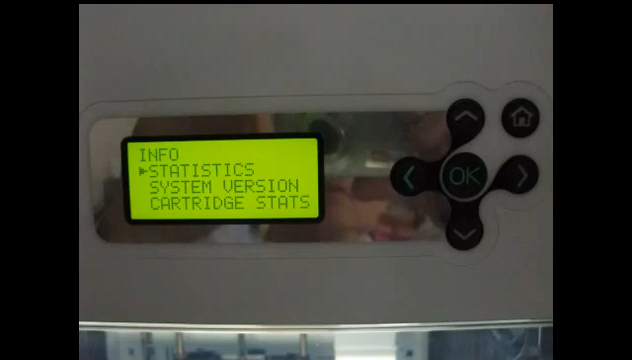 INFO
STATISTICS
SYSTEM VERSION
CARTRIDGE STATS
OK